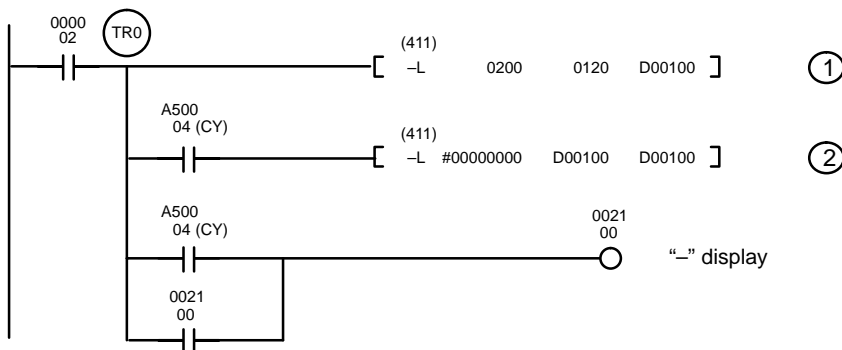 0000
02
TR0
(411)
–L 0200 0120 D00100
1
A500
04 (CY)
(411)
–L #00000000 D00100 D00100
2
A500
04 (CY)
0021
00
“–” display
0021
00